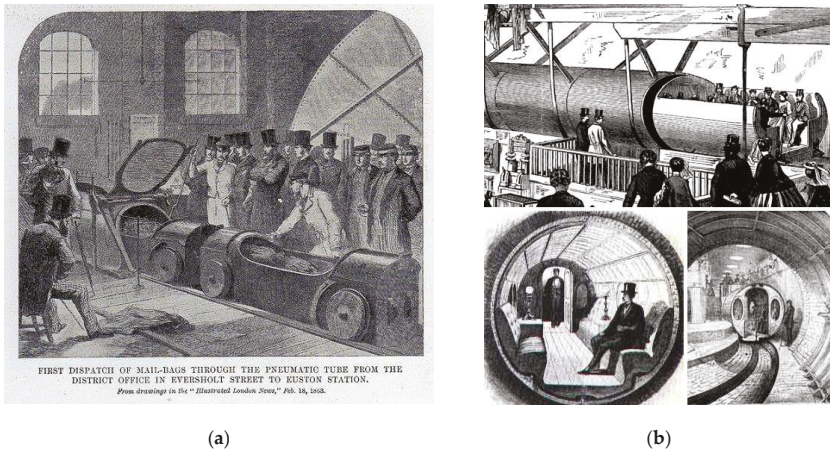 FIRST DISPATCH OF MAIL-BAGS THROUGH THE PNEUMATIC TUBE FROM THE
DISTRICT OFFICE IN EVERSHOLT STREET TO EUSTON STATION.
From drawings in the "Illustrated London News," Feb. 18, 1863.
(a)
(b)